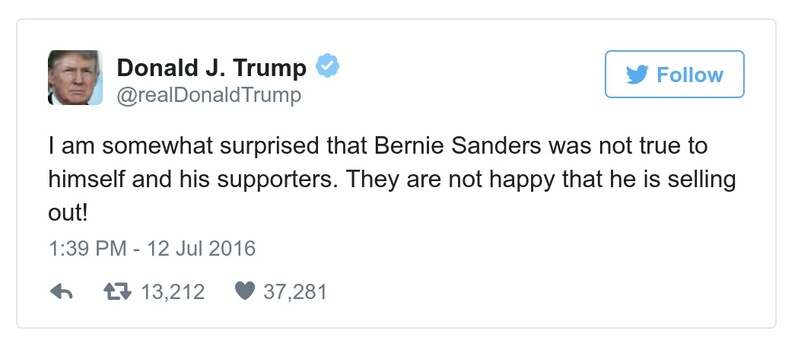 Donald J. Trump
@realDonaldTrump
Follow
I am somewhat surprised that Bernie Sanders was not true to
himself and his supporters. They are not happy that he is selling
out!
1:39 PM - 12 Jul 2016
13,212 37,281